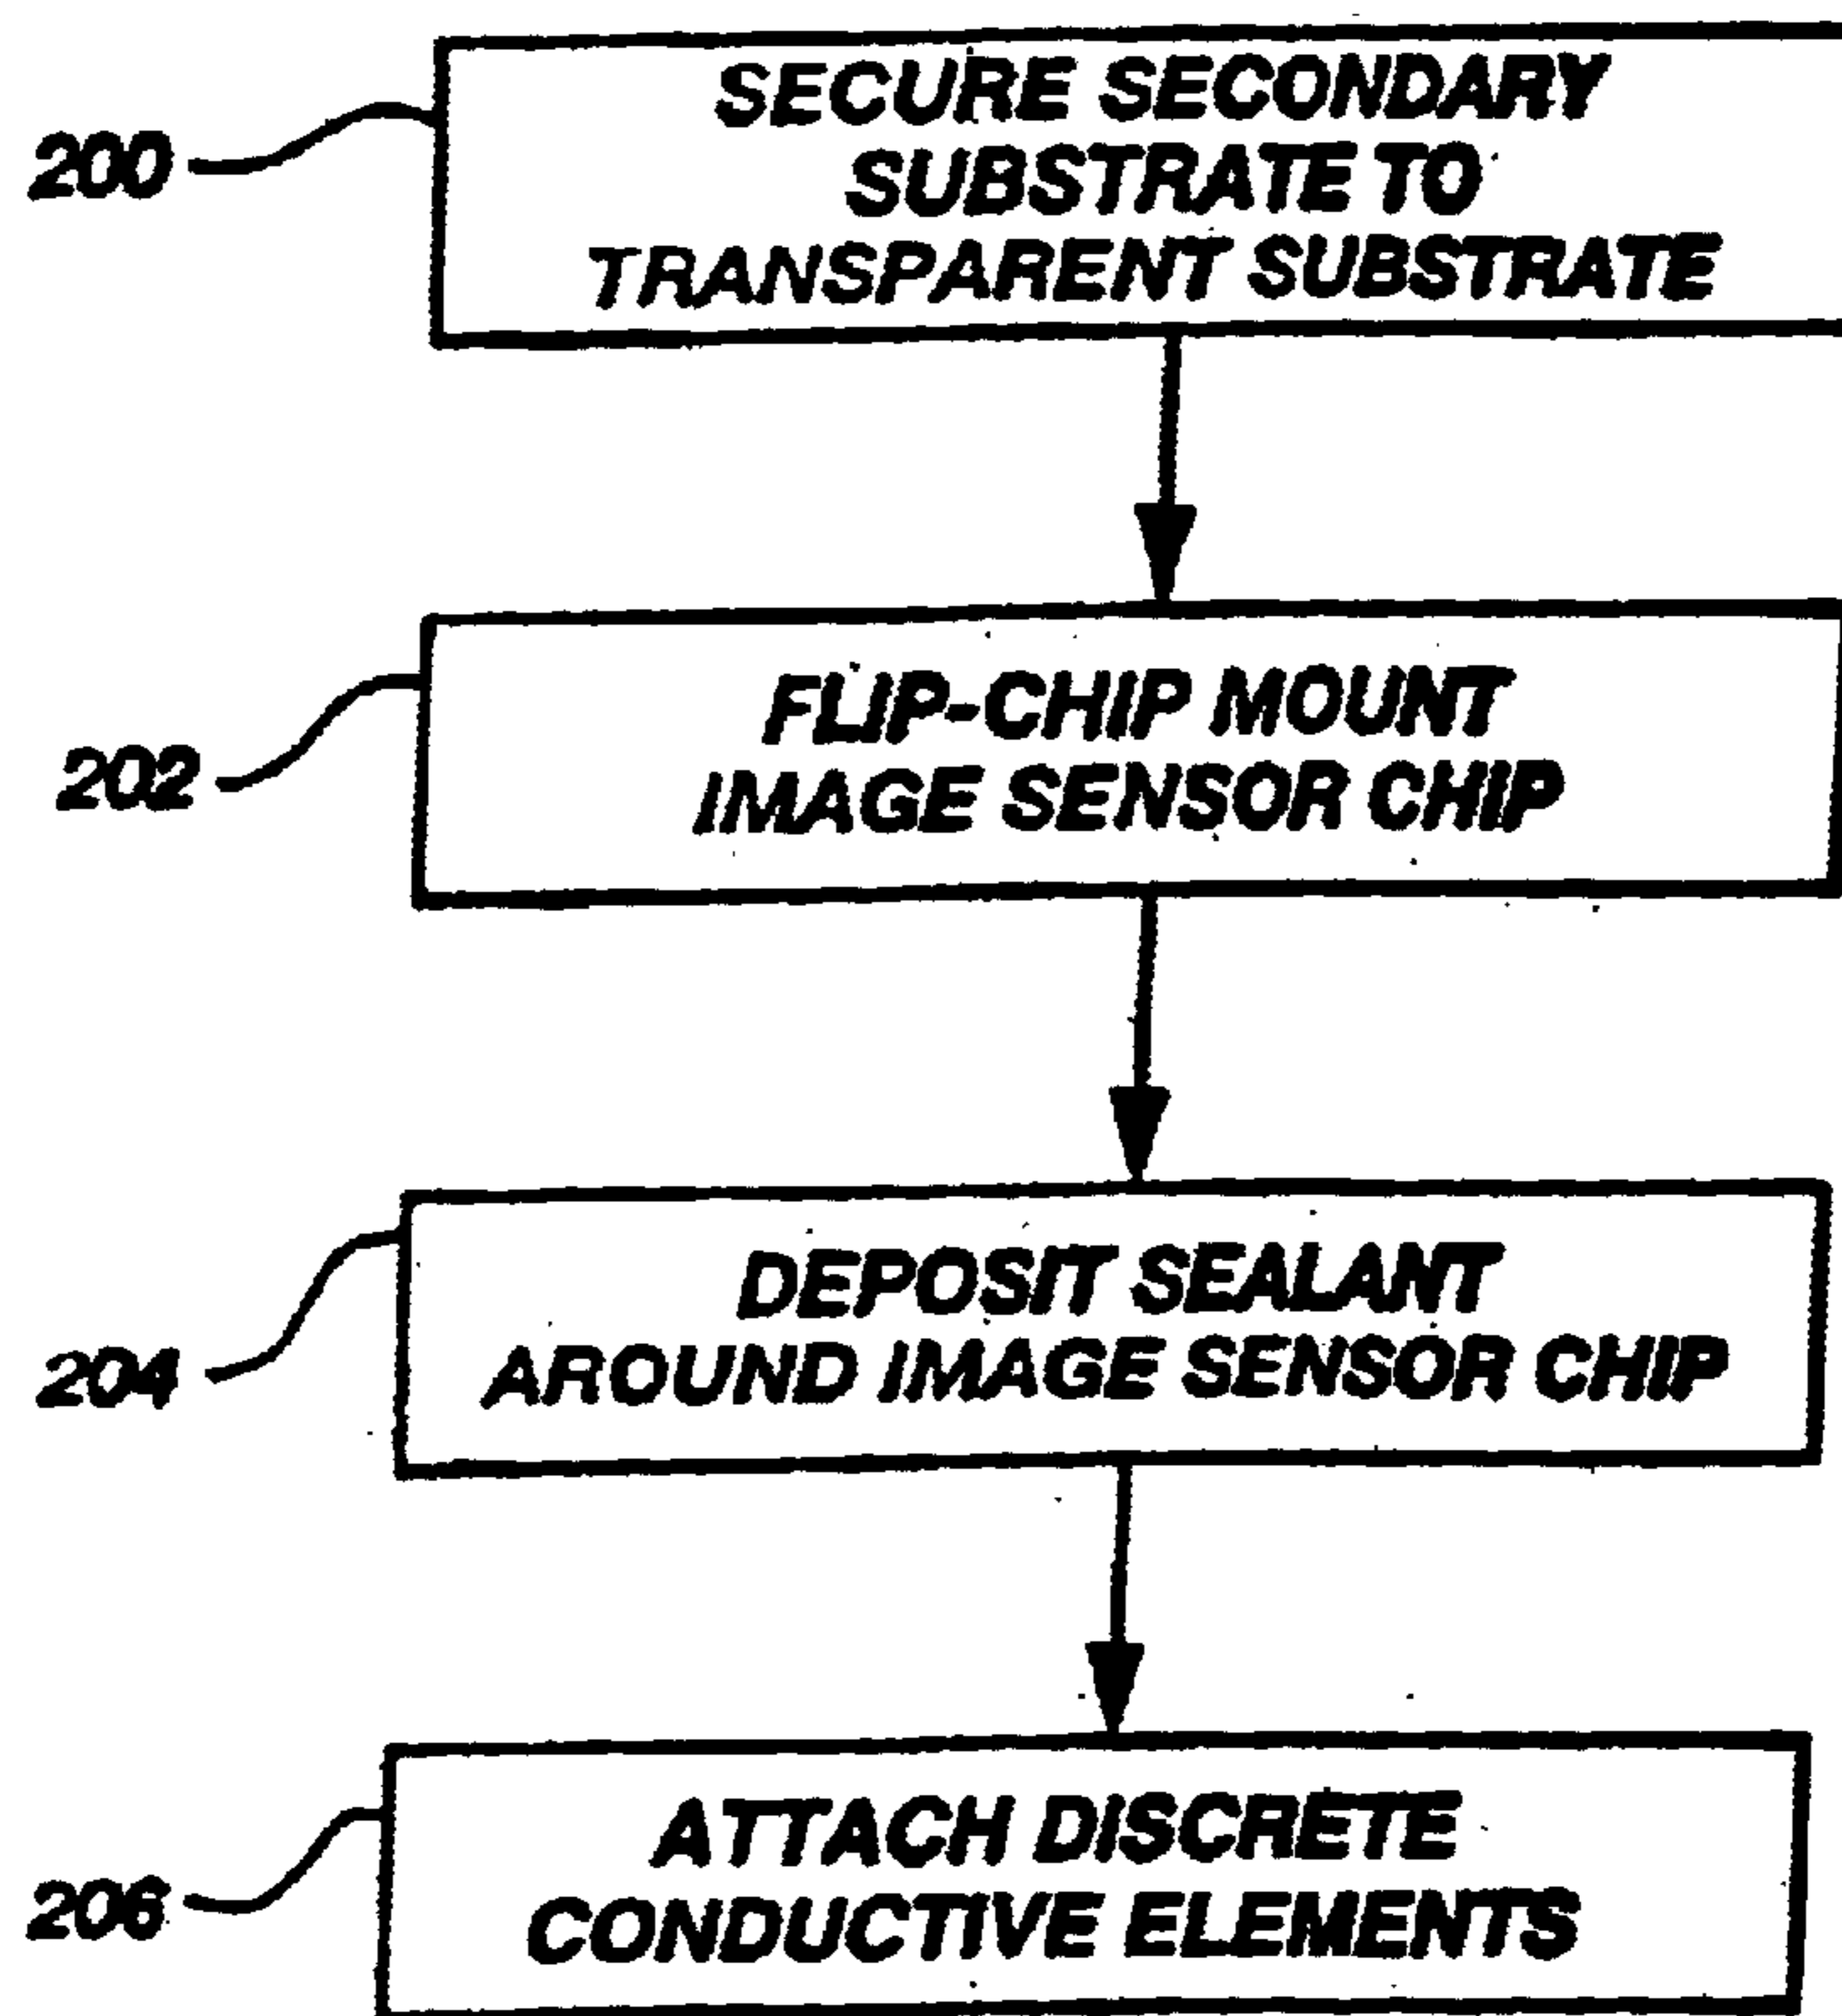 200
SECURE SECONDARY
SUBSTRATE TO
TRANSPARENT SUBSTRATE
202
FLIP-CHIP MOUNT
IMAGE SENSOR CHIP
204
DEPOSIT SEALANT
AROUND IMAGE SENSOR CHIP
206
ATTACH DISCRETE
CONDUCTIVE ELEMENTS